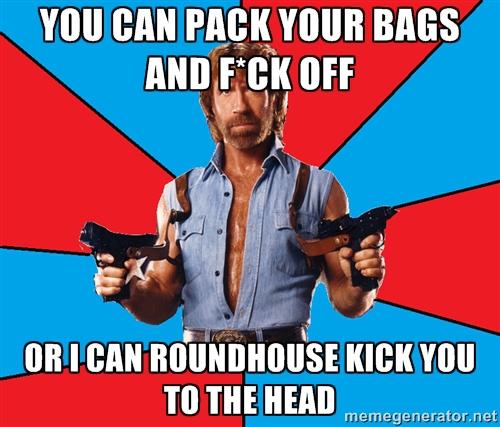 YOU CAN PACK YOUR BAGS
AND F*CK OFF
OR I CAN ROUNDHOUSE KICK YOU
TO THE HEAD
memegenerator.net